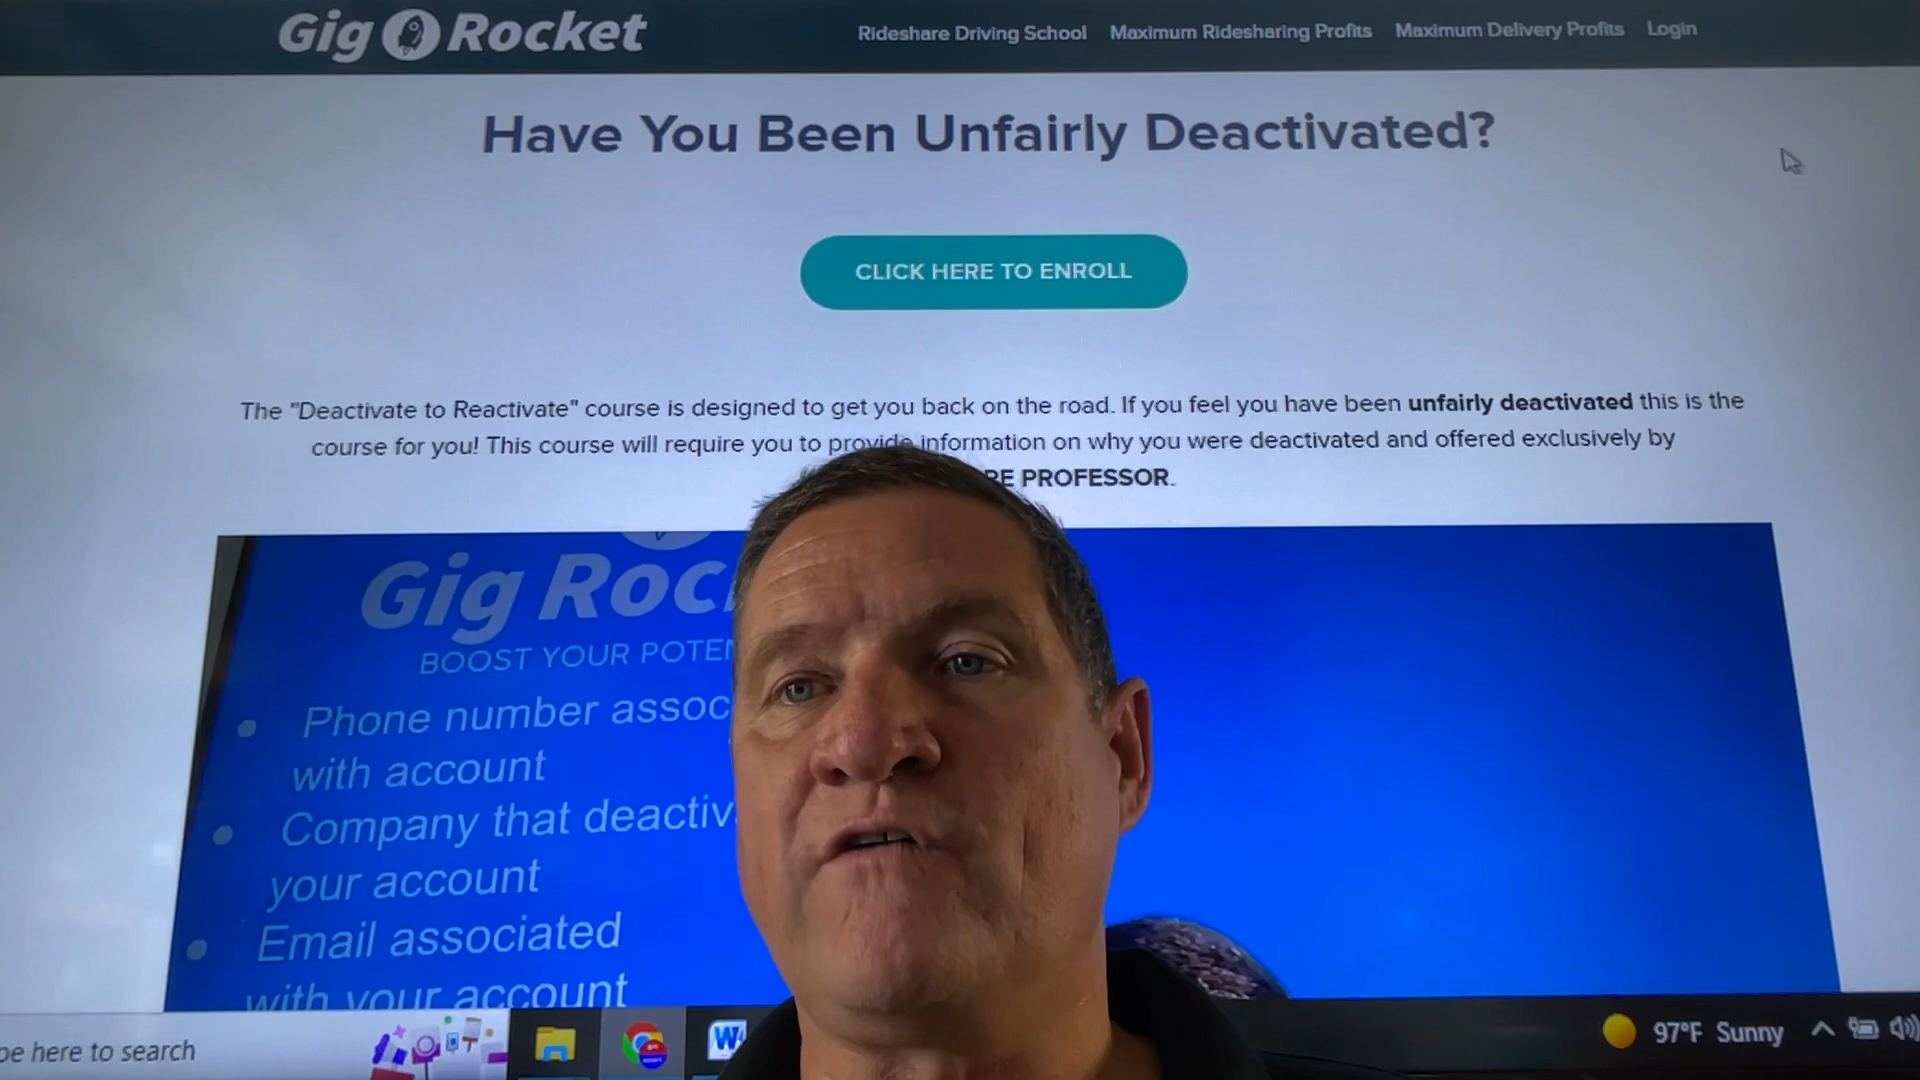 Gig Rocket
Rideshare Driving School Maximum Ridesharing Profits Maximum Delivery Profits Login
Have You Been Unfairly Deactivated?
CLICK HERE TO ENROLL
The "Deactivate to Reactivate" course is designed to get you back on the road. If you feel you have been unfairly deactivated this is the
course for you! This course will require you to provide information on why you were deactivated and offered exclusively by
PROFESSOR.
Gig
BOOST YOUR
Phone number
with account
Company that
your account
Email associated
with your account
here to search
97°F Sunny